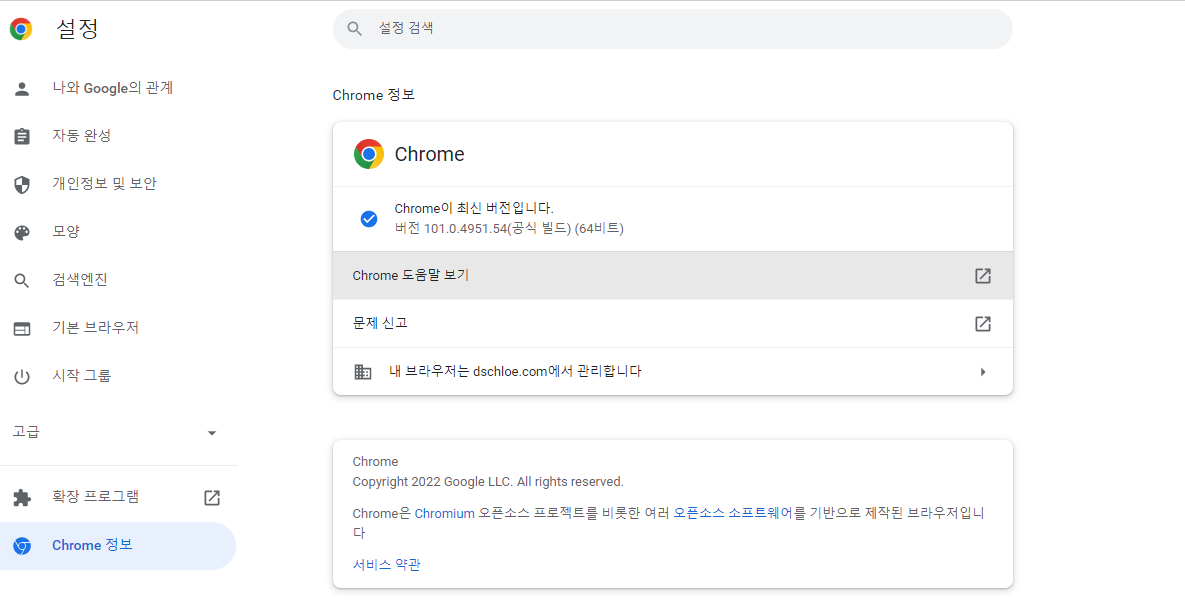 설정
설정 검색
나와 Google의 관계
자동 완성
개인정보 및 보안
모양
검색엔진
기본 브라우저
시작 그룹
고급
확장 프로그램
Chrome 정보
Chrome 정보
Chrome
Chrome이 최신 버전입니다.
버전 101.0.4951.54(공식 빌드) (64비트)
Chrome 도움말 보기
문제 신고
내 브라우저는 dschloe.com에서 관리합니다
Chrome
Copyright 2022 Google LLC. All rights reserved.
Chrome은 Chromium 오픈소스 프로젝트를 비롯한 여러 오픈소스 소프트웨어를 기반으로 제작된 브라우저입니
다
서비스 약관